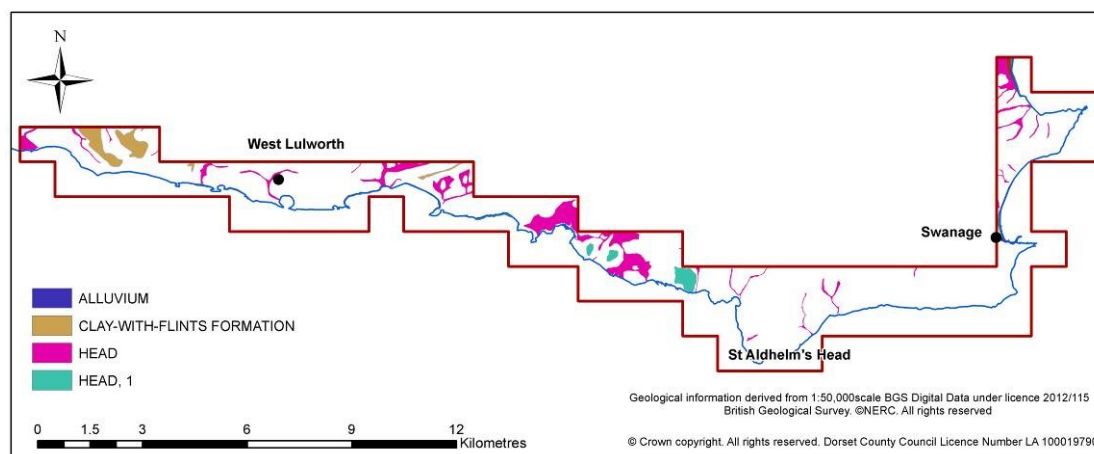 N
West Lulworth
Swanage
St Aldhelm's Head
ALLUVIUM
CLAY-WITH-FLINTS FORMATION
HEAD
HEAD, 1
0 1.5 3 6 9 12
Kilometres
Geological information derived from 1:50,000scale BGS Digital Data under licence 2012/115
British Geological Survey. ©NERC. All rights reserved
© Crown copyright. All rights reserved. Dorset County Council Licence Number LA 100019790